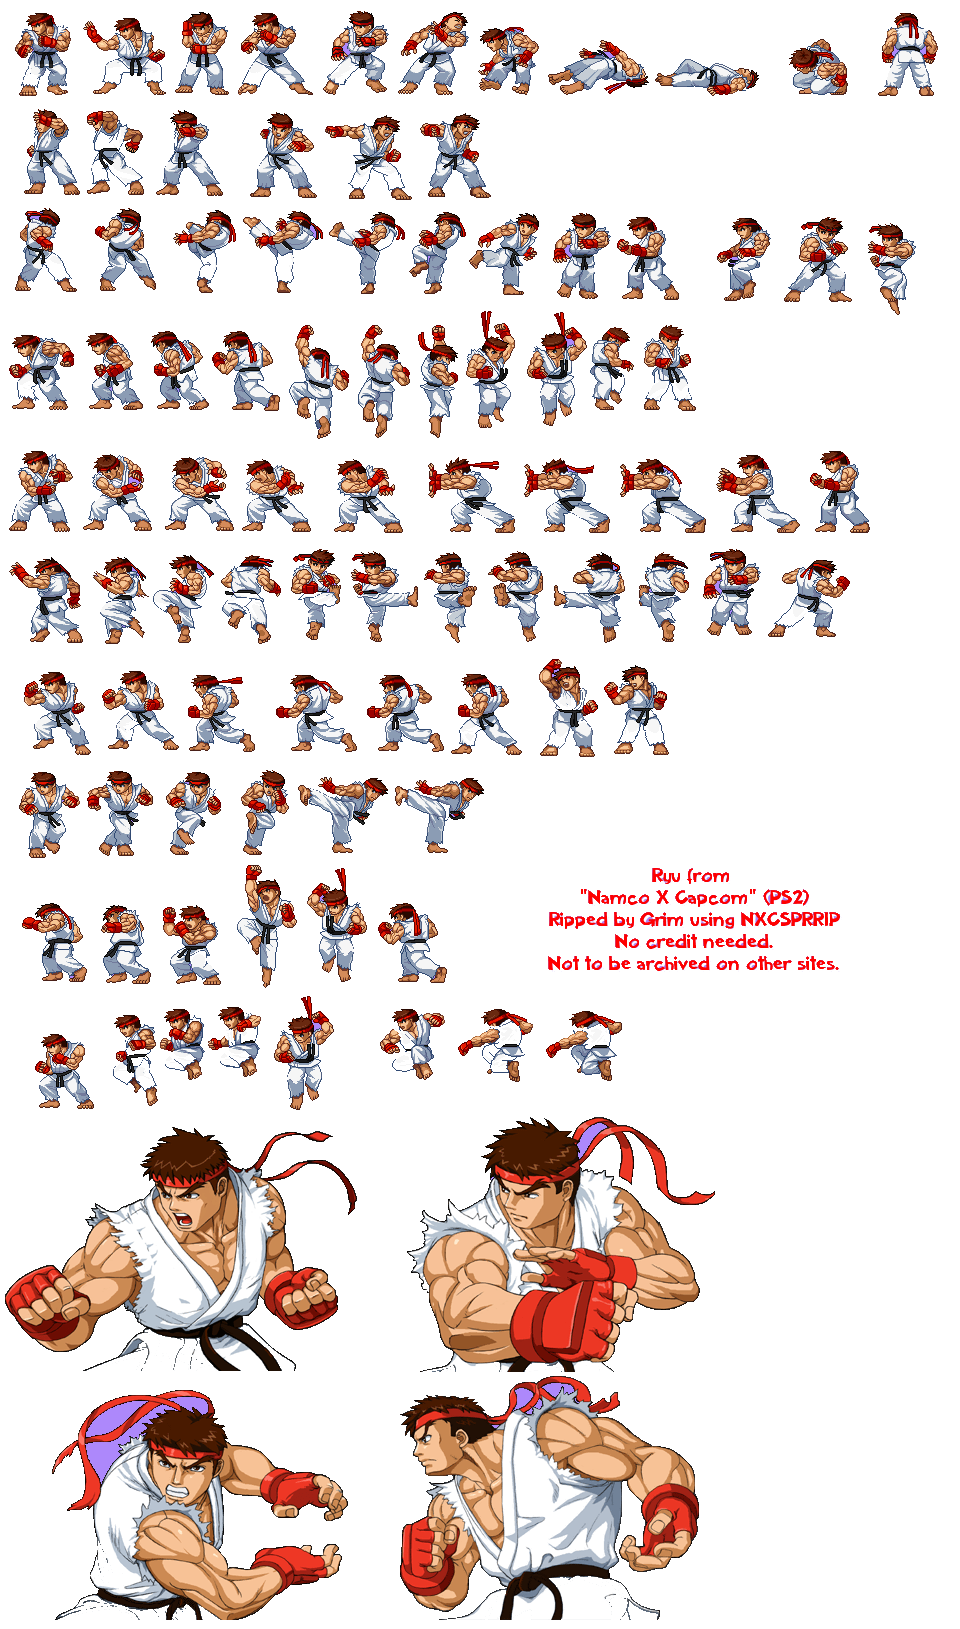 Ryu from
"Namco X Capcom" (PS2)
Ripped by Grim using NXCSPRRIP
No credit needed.
Not to be archived on other sites.